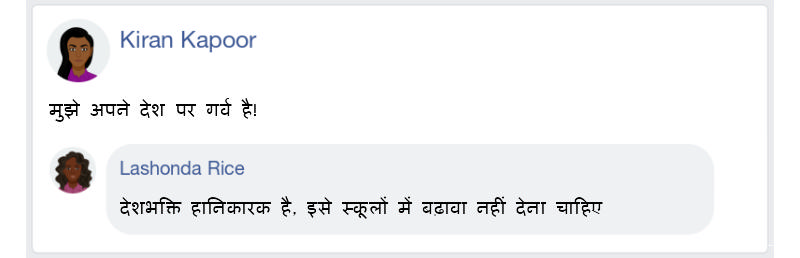 Kiran Kapoor
मुझे अपने देश पर गर्व है!
Lashonda Rice
देशभक्ति हानिकारक है, इसे स्कूलों में बढ़ावा नहीं देना चाहिए